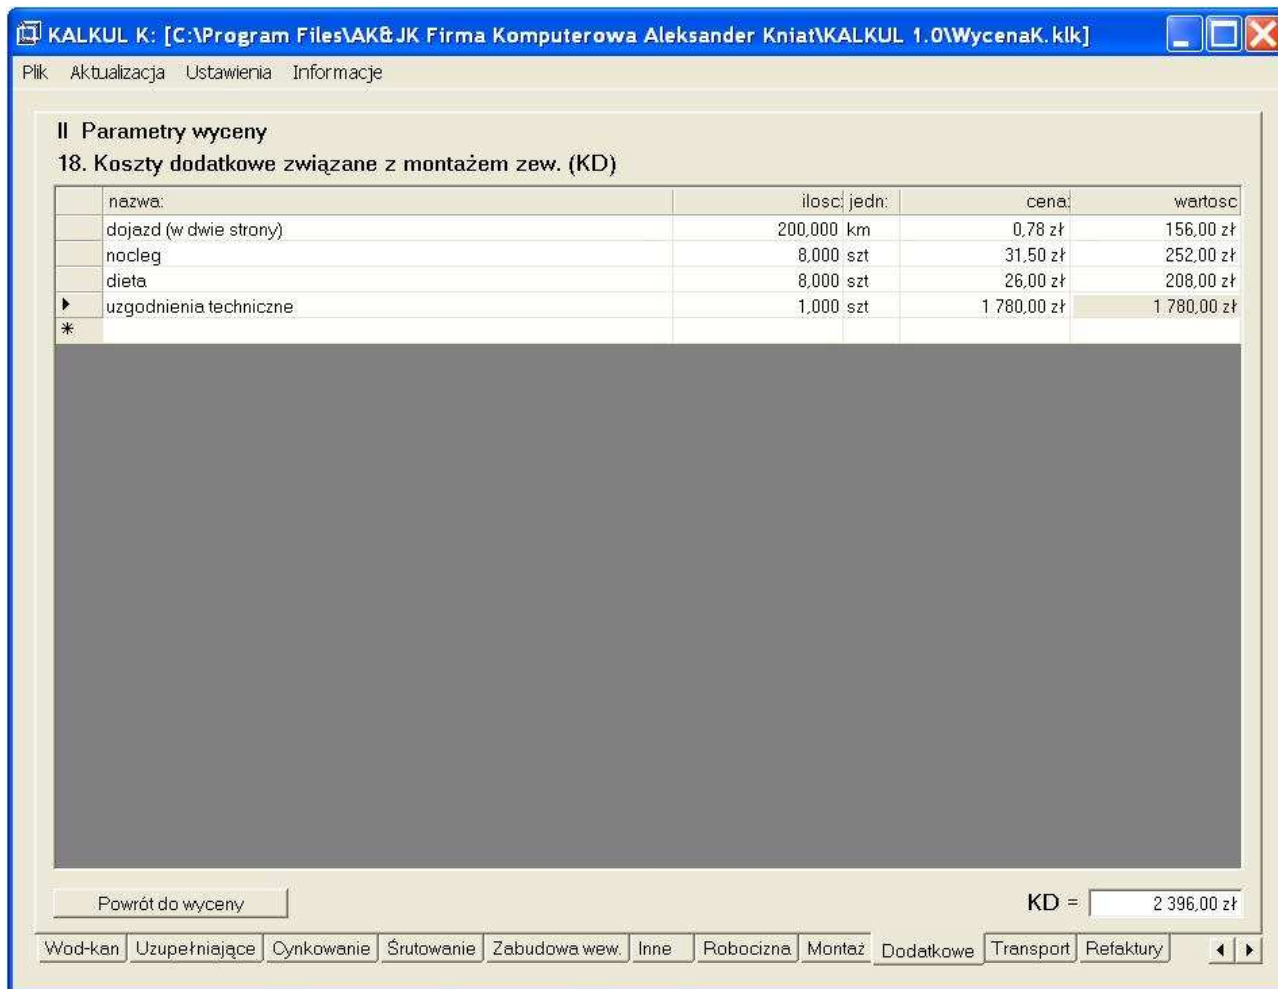 KALKUL K: [C:\Program Files\AK&JK Firma Komputerowa Aleksander Kniat\KALKUL 1.0\WycenaK.klk]
Plik Aktualizacja Ustawienia Informacje
II Parametry wyceny
18. Koszty dodatkowe związane z montażem zew. (KD)
nazwa: ilosc: jedn: cena: wartosc
dojazd (w dwie strony) 200,000 km 0,78 zł 156,00 zł
nocleg 8,000 szt 31,50 zł 252,00 zł
dieta 8,000 szt 26,00 zł 208,00 zł
uzgodnienia techniczne 1,000 szt 1 780,00 zł 1 780,00 zł
Powrót do wyceny KD = 2 396,00 zł
Wod-kan Uzupełniające Cynkowanie Śrutowanie Zabudowa wew. Inne Robocizna Montaż Dodatkowe Transport Refaktury